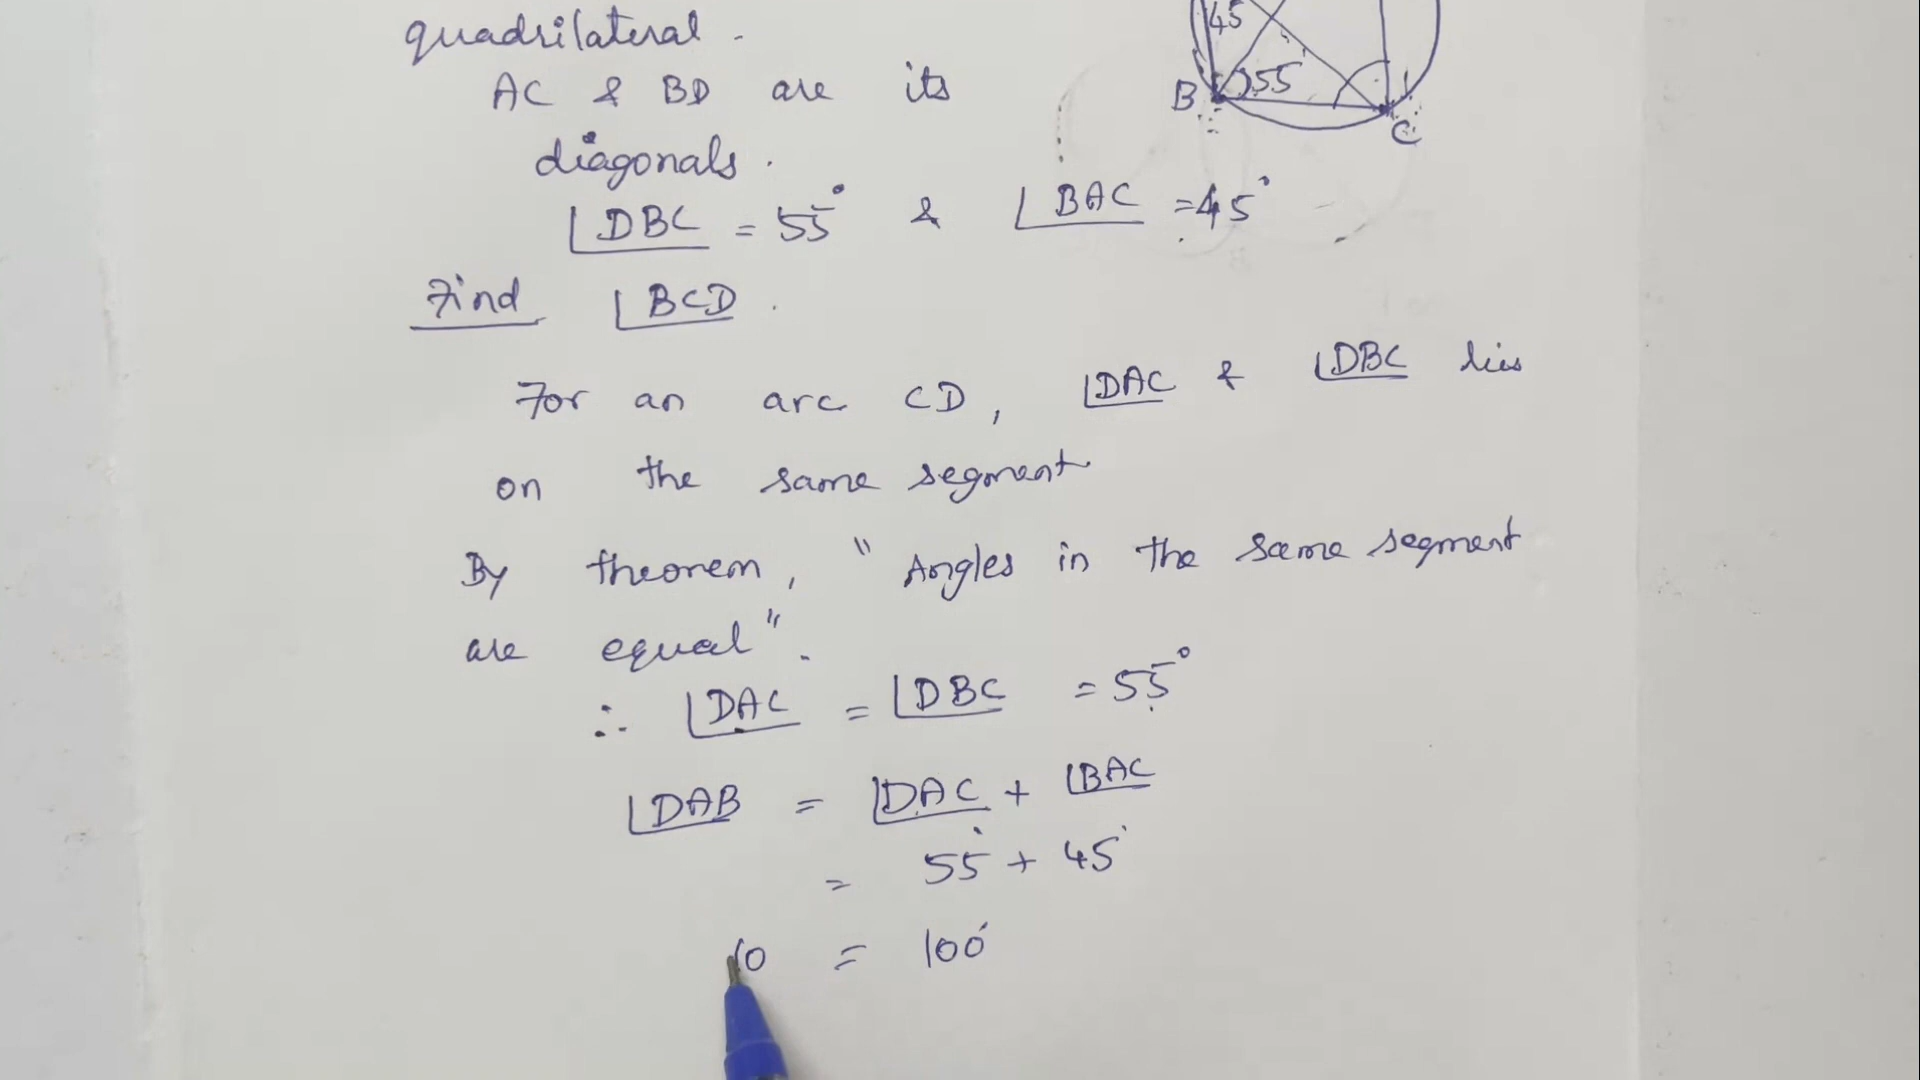 quadrilateral.
AC & BD are its
diagonals.
∠DBC = 55° & ∠BAC = 45°
Find ∠BCD.
For an arc CD, ∠DAC & ∠DBC lies
on the same segment
By theorem, "Angles in the same segment
are equal".
∴ ∠DAC = ∠DBC = 55°
∠DAB = ∠DAC + ∠BAC
= 55° + 45°
10 = 100°
45
B 55
C